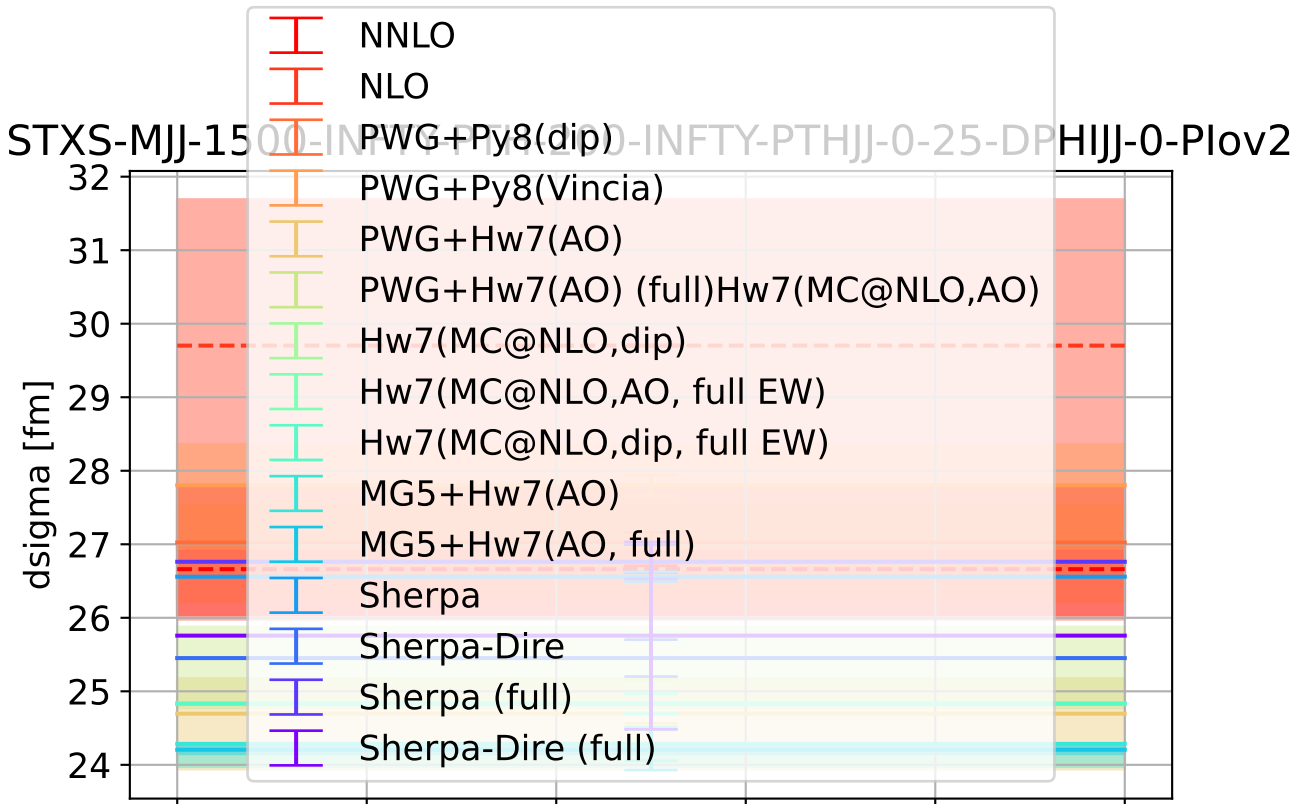 NNLO
NLO
STXS-MJJ-1500-INFTY-PTH-200-INFTY-PTHJJ-0-25-DPHIJJ-0-PIov2
PWG+Py8(dip)
PWG+Py8(Vincia)
PWG+Hw7(AO)
PWG+Hw7(AO) (full)Hw7(MC@NLO,AO)
Hw7(MC@NLO,dip)
Hw7(MC@NLO,AO, full EW)
Hw7(MC@NLO,dip, full EW)
MG5+Hw7(AO)
MG5+Hw7(AO, full)
Sherpa
Sherpa-Dire
Sherpa (full)
Sherpa-Dire (full)
dsigma [fm]
32
31
30
29
28
27
26
25
24